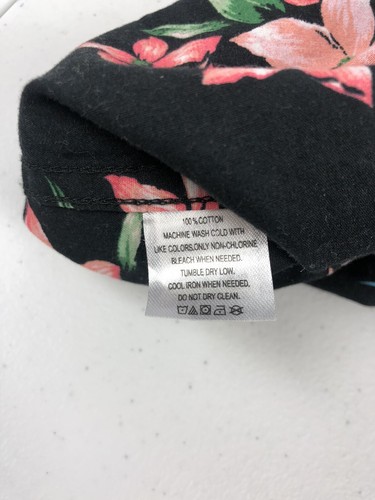 100% COTTON
MACHINE WASH COLD WITH
LIKE COLORS.ONLY NON-CHLORINE
BLEACH WHEN NEEDED.
TUMBLE DRY LOW.
COOL IRON WHEN NEEDED,
DO NOT DRY CLEAN.